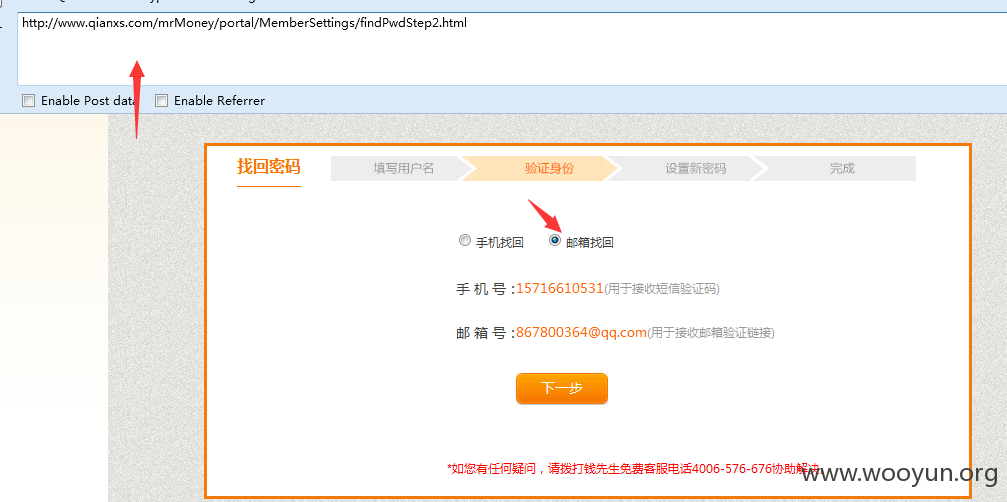 http://www.qianxs.com/mrMoney/portal/MemberSettings/findPwdStep2.html
Enable Post data Enable Referrer
找回密码 填写用户名 验证身份 设置新密码 完成
手机找回 邮箱找回
手 机 号 :15716610531(用于接收短信验证码)
邮 箱 号 :867800364@qq.com(用于接收邮箱验证链接)
下一步
*如您有任何疑问，请拨打钱先生免费客服电话4006-576-676协助解决
www.wooyun.org